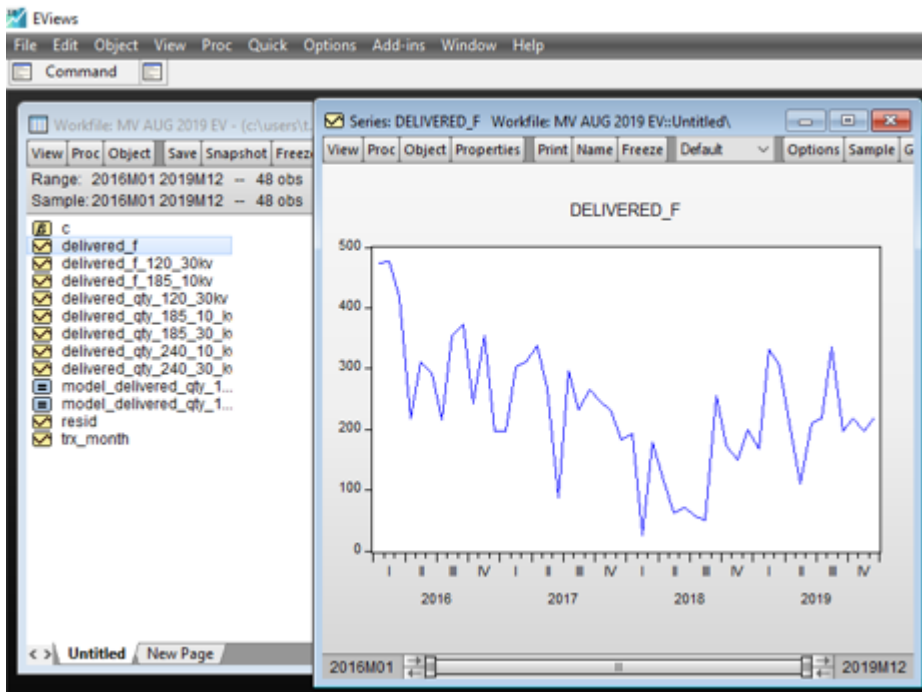 EViews
File Edit Object View Proc Quick Options Add-ins Window Help
Command
Workfile: MV AUG 2019 EV - (c:\users\t.
View Proc Object Save Snapshot Freeze
Range: 2016M01 2019M12 -- 48 obs
Sample: 2016M01 2019M12 -- 48 obs
c
delivered_f
delivered_f_120_30kv
delivered_f_185_10kv
delivered_qty_120_30kv
delivered_qty_185_10_k
delivered_qty_185_30_k
delivered_qty_240_10_k
delivered_qty_240_30_k
model_delivered_qty_1...
model_delivered_qty_1...
resid
trx_month
< > Untitled New Page
Series: DELIVERED_F Workfile: MV AUG 2019 EV::Untitled\
View Proc Object Properties Print Name Freeze Default Options Sample G
DELIVERED_F
500
400
300
200
100
0
I II III IV I II III IV I II III IV I II III IV
2016 2017 2018 2019
2016M01 2019M12